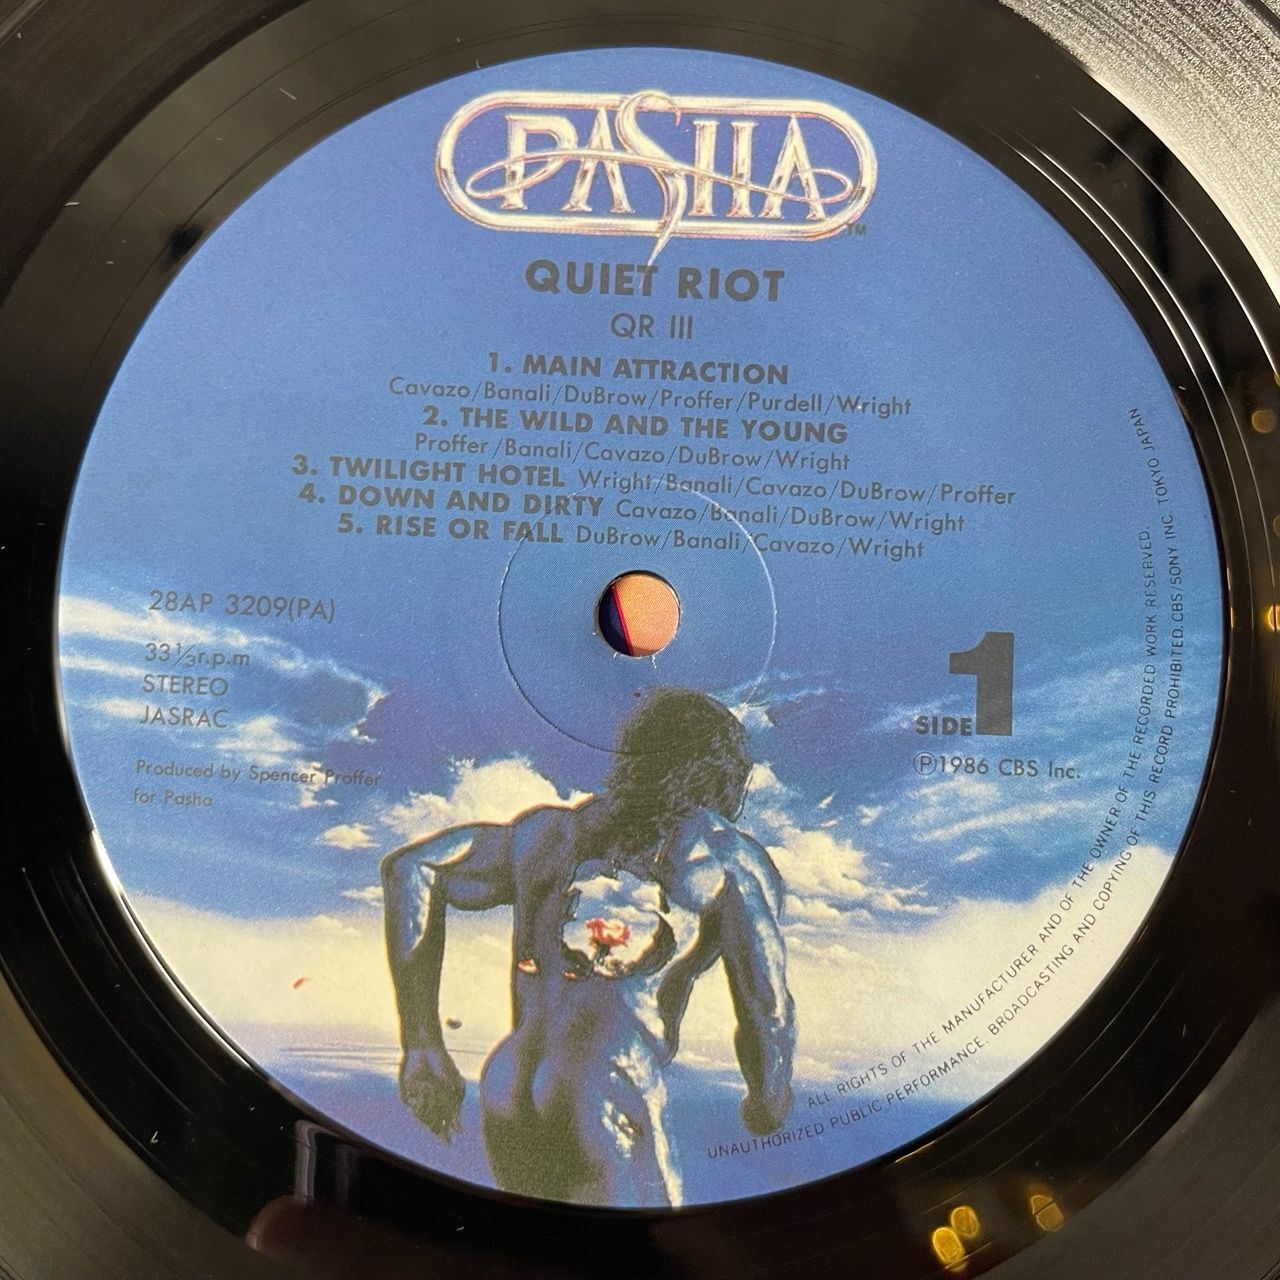 PASHA
TM
QUIET RIOT
QR III
1. MAIN ATTRACTION
Cavazo/Banali/DuBrow/Proffer/Purdell/Wright
2. THE WILD AND THE YOUNG
Proffer/Banali/Cavazo/DuBrow/Wright
3. TWILIGHT HOTEL Wright/Banali/Cavazo/DuBrow/Proffer
4. DOWN AND DIRTY Cavazo/Banali/DuBrow/Wright
5. RISE OR FALL DuBrow/Banali/Cavazo/Wright
28AP 3209(PA)
33⅓r.p.m
STEREO
JASRAC
Produced by Spencer Proffer
for Pasha
SIDE 1
Ⓟ1986 CBS Inc.
ALL RIGHTS OF THE MANUFACTURER AND OF THE OWNER OF THE RECORDED WORK RESERVED.
UNAUTHORIZED PUBLIC PERFORMANCE. BROADCASTING AND COPYING OF THIS RECORD PROHIBITED. CBS/SONY INC. TOKYO JAPAN